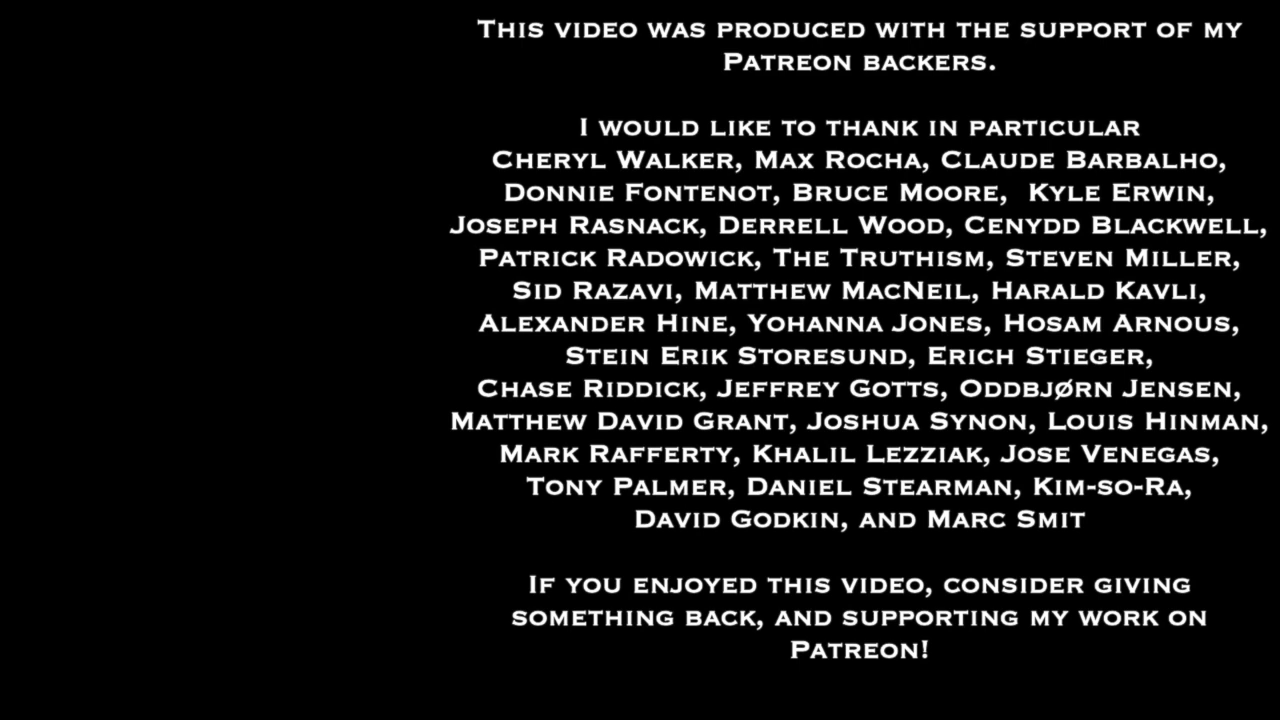 This video was produced with the support of my
Patreon backers.
I would like to thank in particular
Cheryl Walker, Max Rocha, Claude Barbalho,
Donnie Fontenot, Bruce Moore,  Kyle Erwin,
Joseph Rasnack, Derrell Wood, Cenydd Blackwell,
Patrick Radowick, The Truthism, Steven Miller,
Sid Razavi, Matthew MacNeil, Harald Kavli,
Alexander Hine, Yohanna Jones, Hosam Arnous,
Stein Erik Storesund, Erich Stieger,
Chase Riddick, Jeffrey Gotts, Oddbjørn Jensen,
Matthew David Grant, Joshua Synon, Louis Hinman,
Mark Rafferty, Khalil Lezziak, Jose Venegas,
Tony Palmer, Daniel Stearman, Kim-so-Ra,
David Godkin, and Marc Smit
If you enjoyed this video, consider giving
something back, and supporting my work on
Patreon!